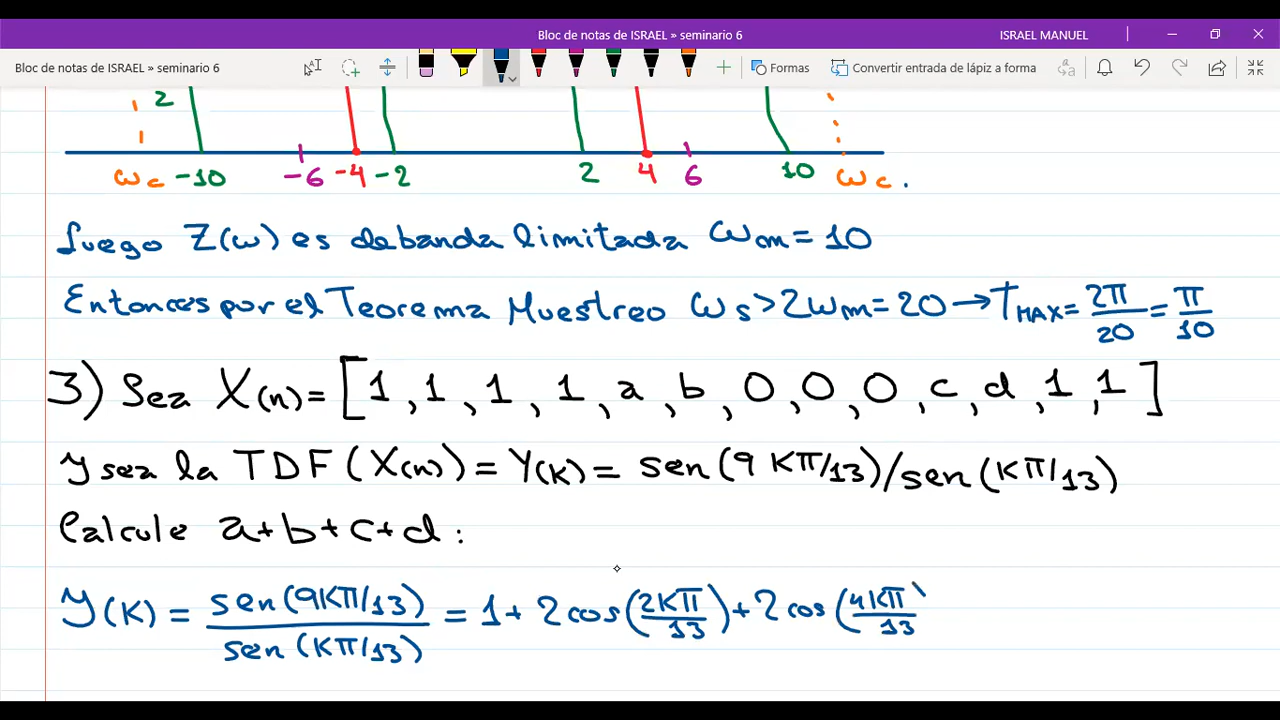 Bloc de notas de ISRAEL » seminario 6
ISRAEL MANUEL
Bloc de notas de ISRAEL » seminario 6
Formas
Convertir entrada de lápiz a forma
2
ωc -10 -6 -4 -2 2 4 6 10 ωc.
Luego Z(ω) es de banda limitada ωm = 10
Entonces por el Teorema Muestreo ωs > 2ωm = 20 → TMAX = 2π/20 = π/10
3) Sea X(n) = [1, 1, 1, 1, a, b, 0, 0, 0, c, d, 1, 1]
y sea la TDF(X(n)) = Y(K) = sen(9Kπ/13)/sen(Kπ/13)
Calcule a+b+c+d:
Y(K) = sen(9Kπ/13)/sen(Kπ/13) = 1 + 2cos(2Kπ/13) + 2cos(4Kπ/13